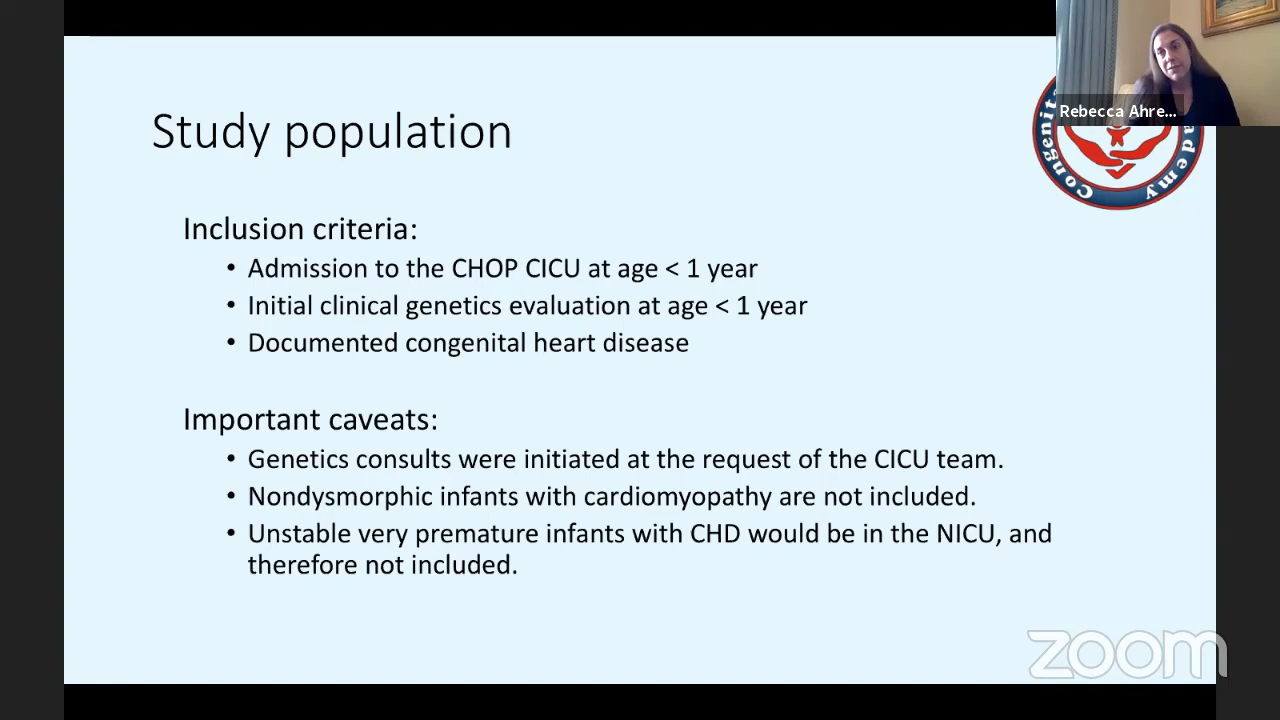 Rebecca Ahre...
Congenit
ademy
Study population
Inclusion criteria:
• Admission to the CHOP CICU at age < 1 year
• Initial clinical genetics evaluation at age < 1 year
• Documented congenital heart disease
Important caveats:
• Genetics consults were initiated at the request of the CICU team.
• Nondysmorphic infants with cardiomyopathy are not included.
• Unstable very premature infants with CHD would be in the NICU, and
therefore not included.
zoom